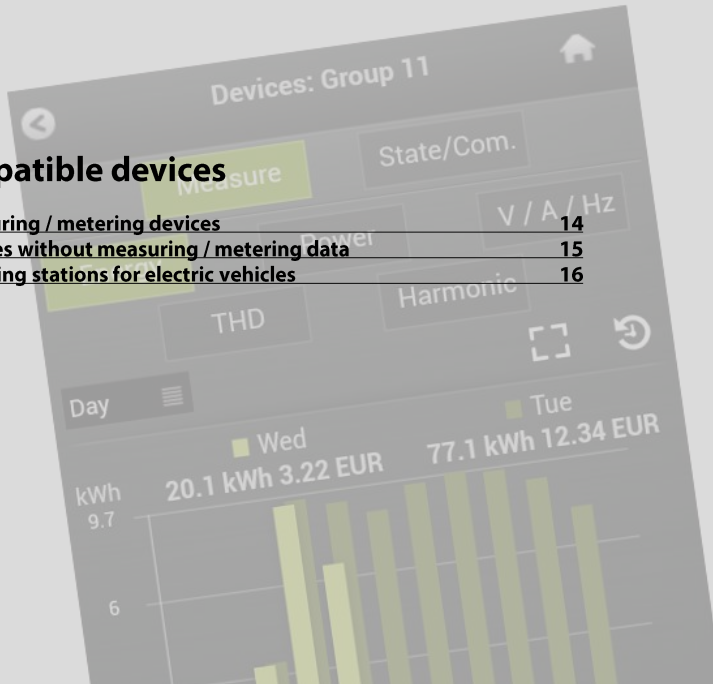 Devices: Group 11
patible devices
Measure
State/Com.
uring / metering devices 14
Power
V / A / Hz
es without measuring / metering data 15
ing stations for electric vehicles 16
THD
Harmonic
Day
Wed
Tue
20.1 kWh 3.22 EUR
77.1 kWh 12.34 EUR
kWh
9.7
6